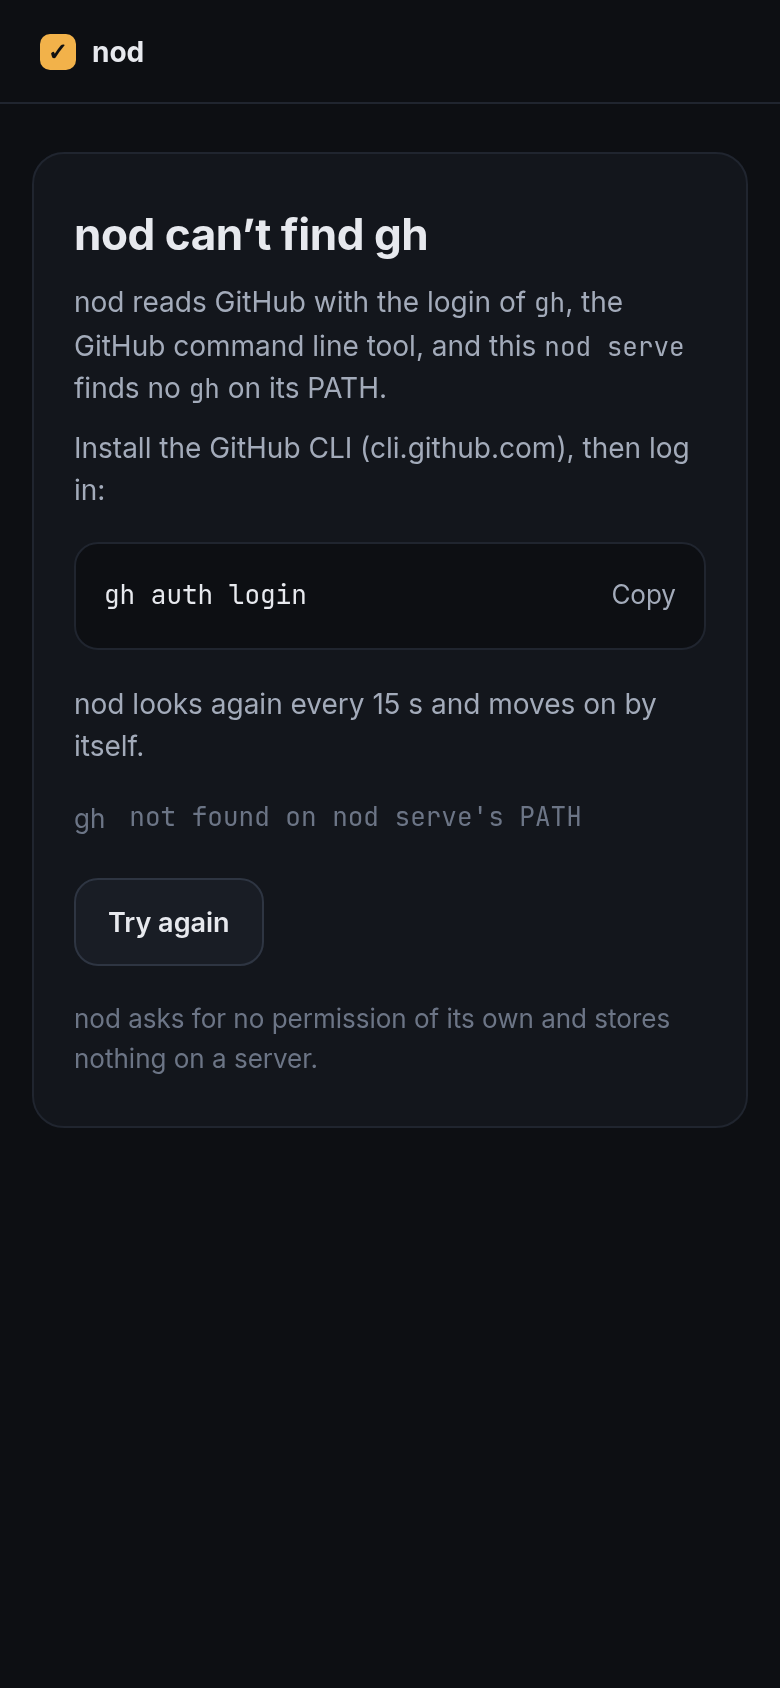 ✓ nod
nod can’t find gh
nod reads GitHub with the login of gh, the
GitHub command line tool, and this nod serve
finds no gh on its PATH.
Install the GitHub CLI (cli.github.com), then log
in:
gh auth login Copy
nod looks again every 15 s and moves on by
itself.
gh not found on nod serve's PATH
Try again
nod asks for no permission of its own and stores
nothing on a server.